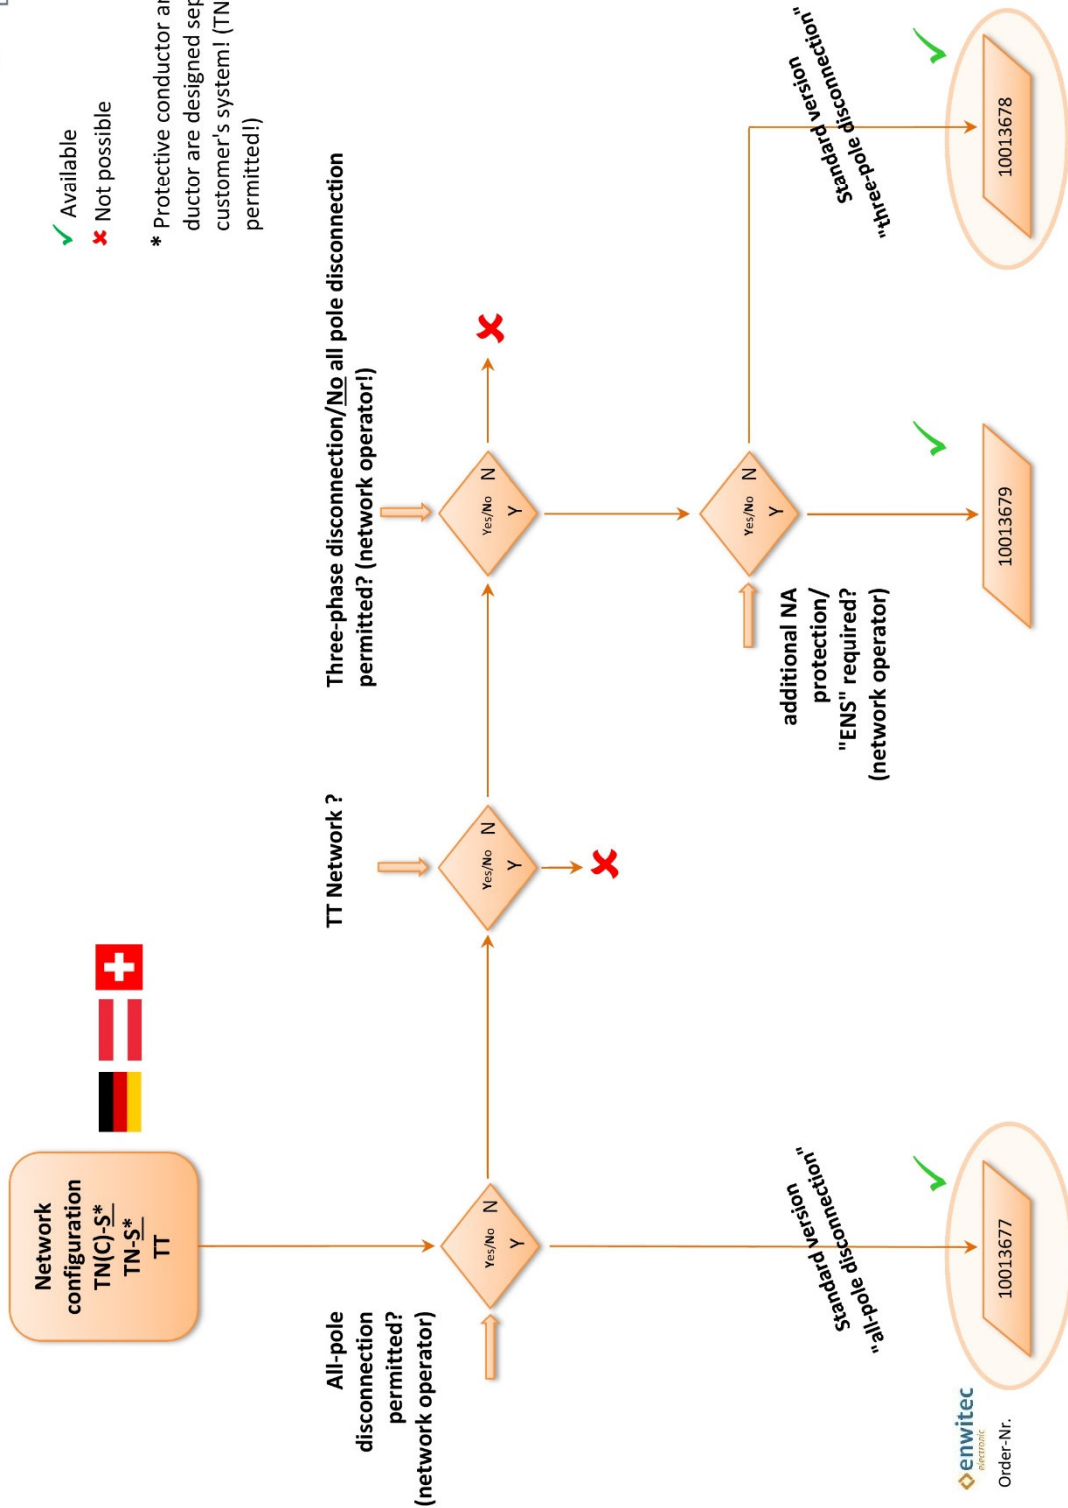 Network
configuration
TN(C)-S*
TN-S*
TT
✓ Available
✘ Not possible
* Protective conductor
ductor are designed
customer's system!
permitted!)
All-pole
disconnection
permitted?
(network operator)
Yes/No N
Y
TT Network ?
Yes/No N
Y
Three-phase disconnection/No all pole disconnection
permitted? (network operator!)
Yes/No N
Y
additional NA
protection/
"ENS" required?
(network operator)
Yes/No N
Y
Standard version
"all-pole disconnection"
Standard version
"three-pole disconnection"
enwitec
electronic
Order-Nr.
10013677
10013679
10013678